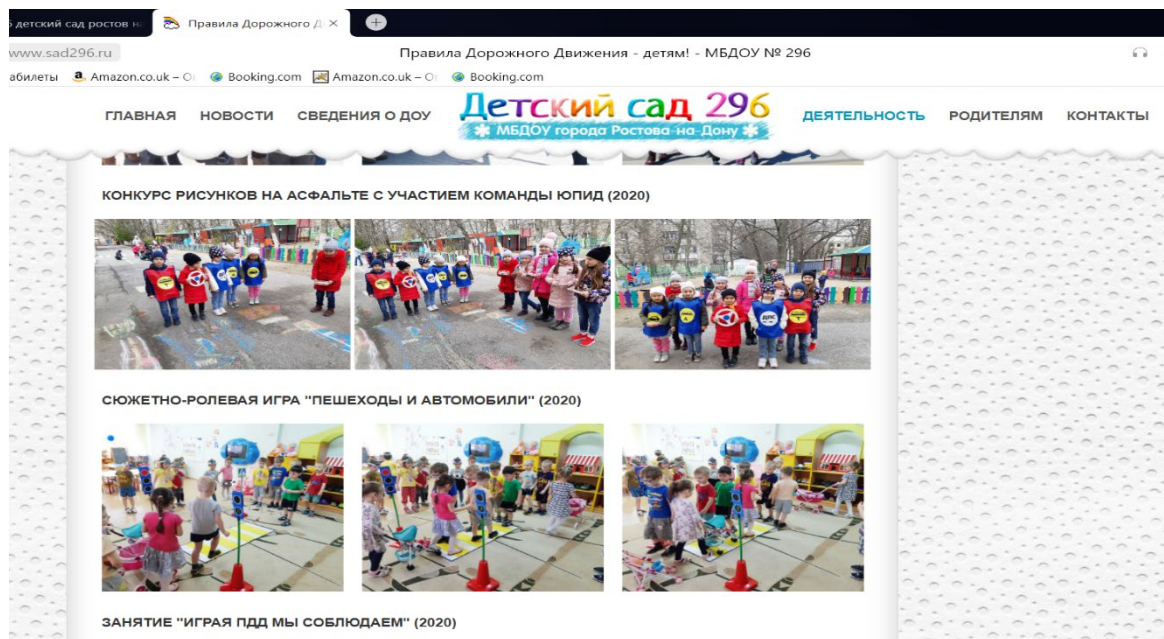 детский сад ростов н
Правила Дорожного Д
www.sad296.ru
Правила Дорожного Движения - детям! - МБДОУ № 296
абилеты
Amazon.co.uk – O
Booking.com
Amazon.co.uk – O
Booking.com
ГЛАВНАЯ
НОВОСТИ
СВЕДЕНИЯ О ДОУ
Детский сад 296
МБДОУ города Ростова-на-Дону
ДЕЯТЕЛЬНОСТЬ
РОДИТЕЛЯМ
КОНТАКТЫ
КОНКУРС РИСУНКОВ НА АСФАЛЬТЕ С УЧАСТИЕМ КОМАНДЫ ЮПИД (2020)
ДПС
СЮЖЕТНО-РОЛЕВАЯ ИГРА "ПЕШЕХОДЫ И АВТОМОБИЛИ" (2020)
ЗАНЯТИЕ "ИГРАЯ ПДД МЫ СОБЛЮДАЕМ" (2020)